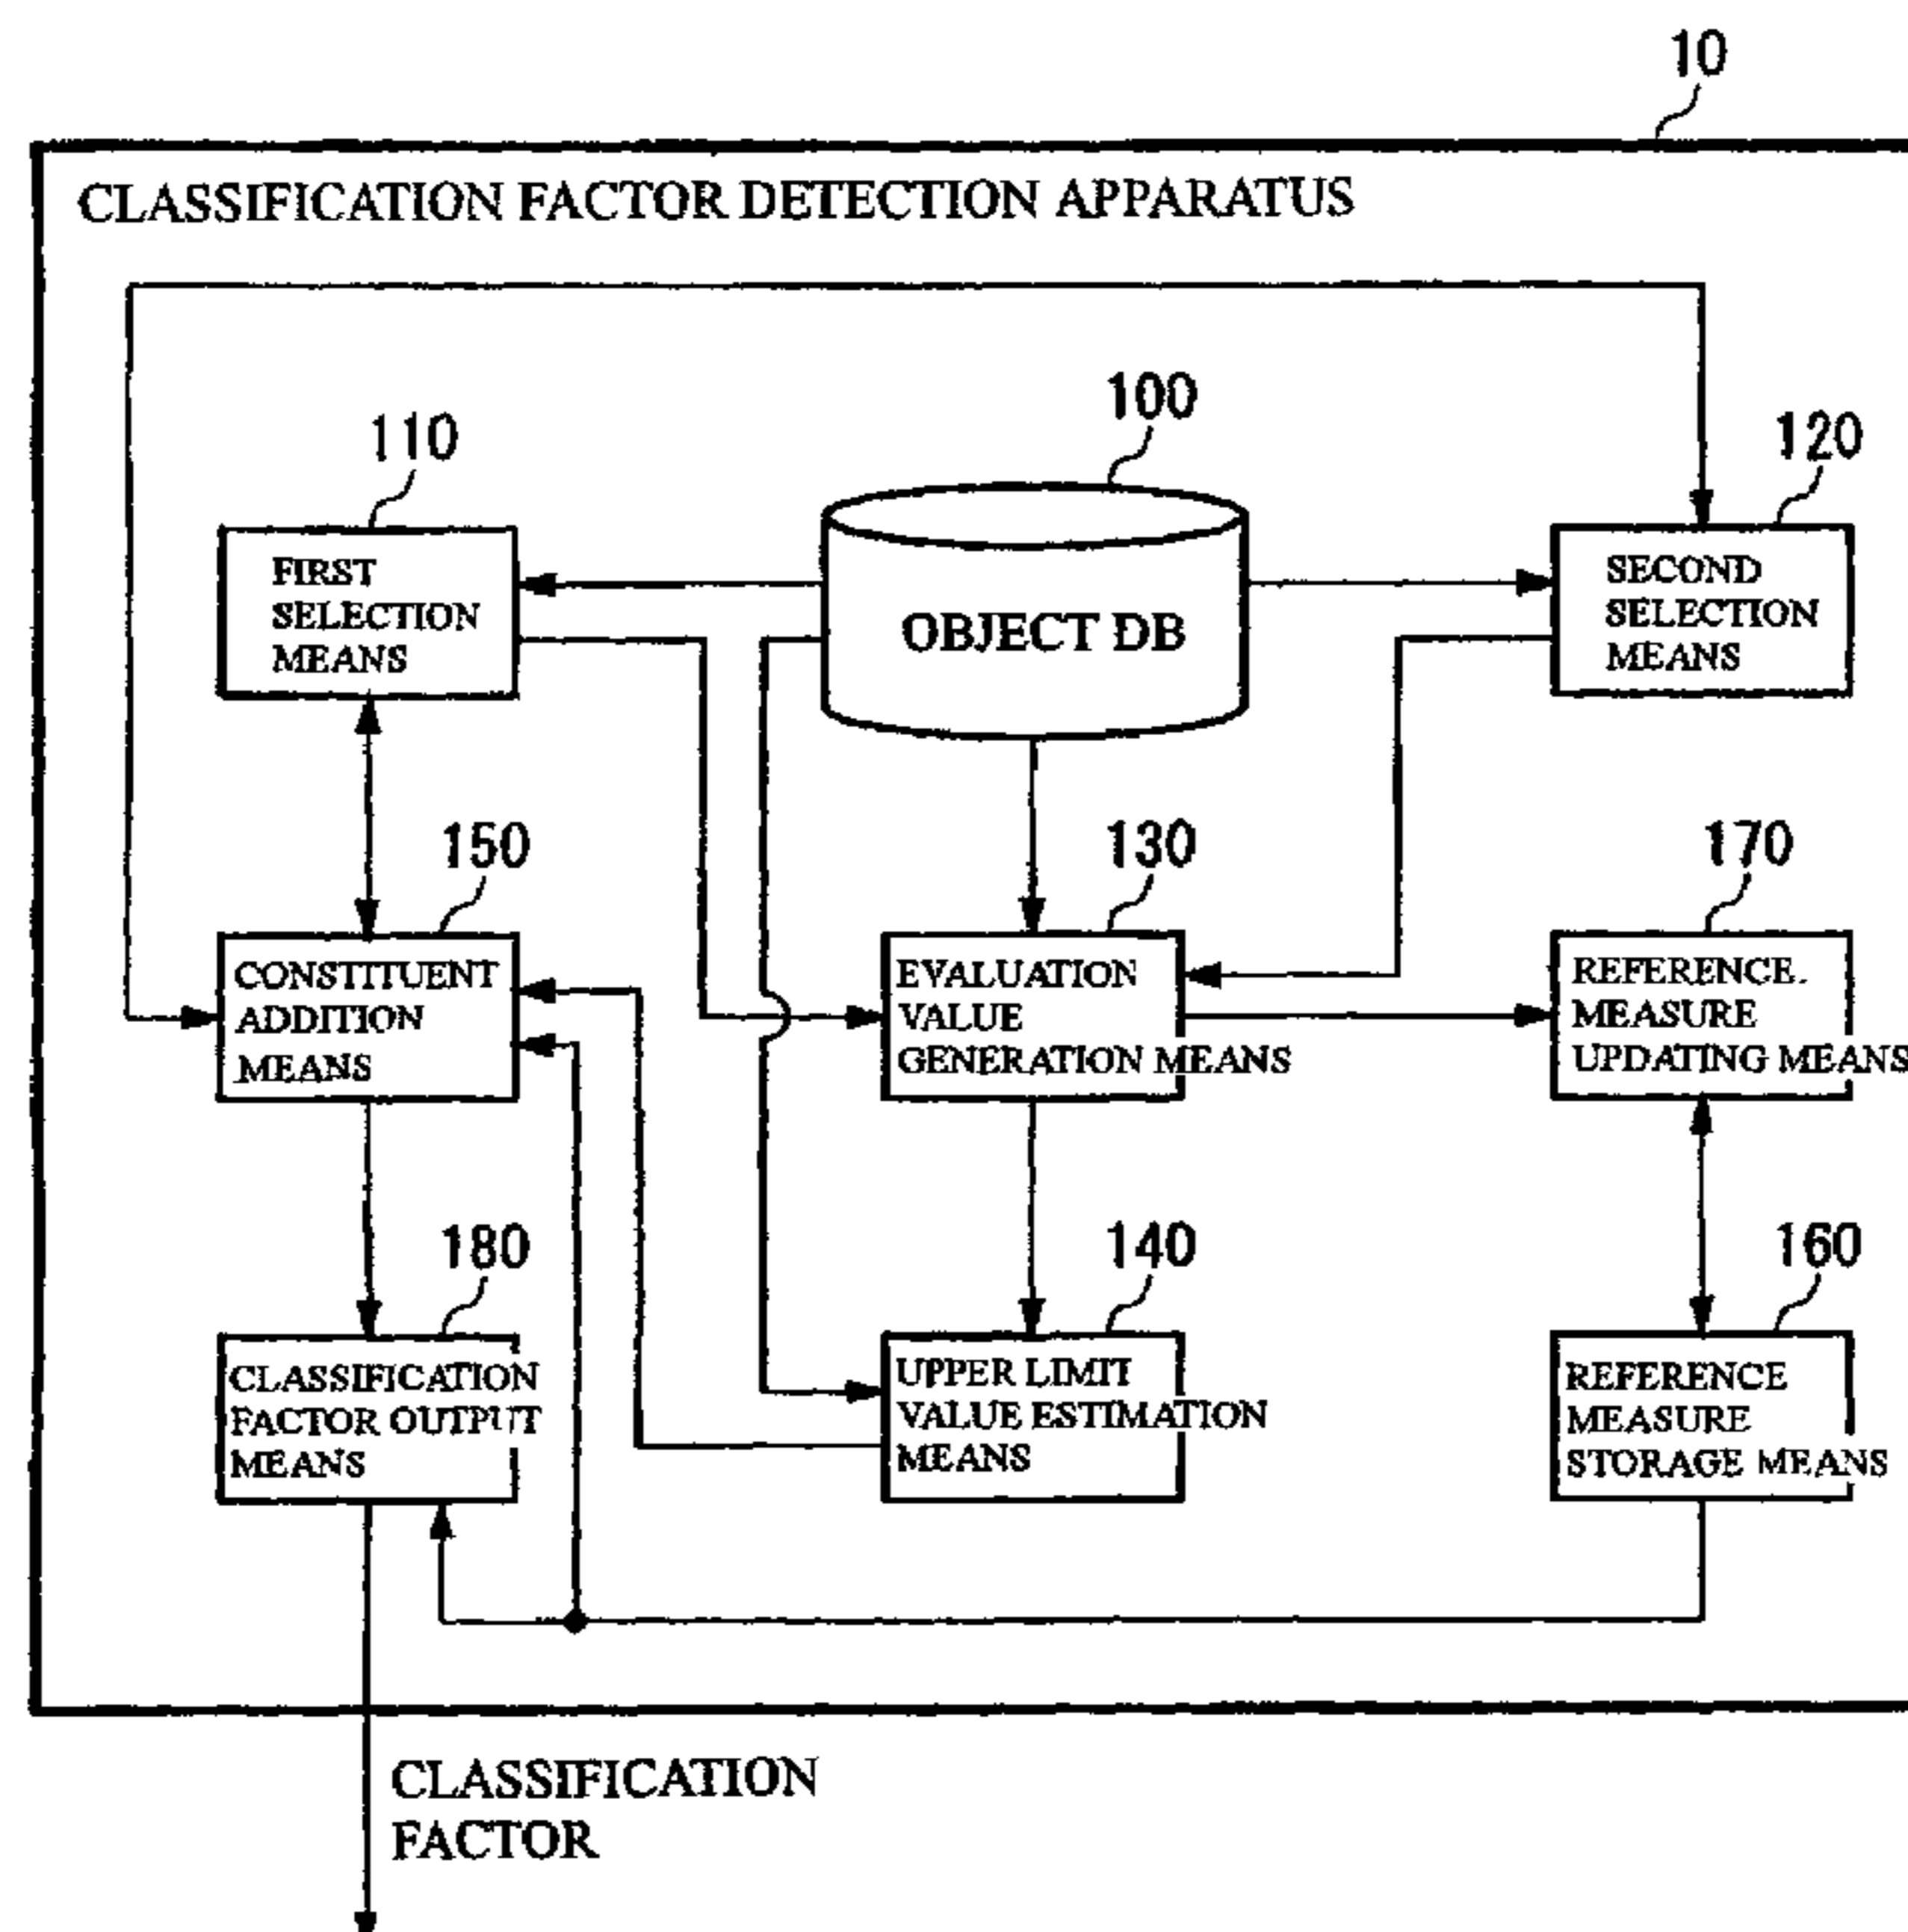 10
CLASSIFICATION FACTOR DETECTION APPARATUS
100
110
120
FIRST
SELECTION
MEANS
OBJECT DB
SECOND
SELECTION
MEANS
150
130
170
CONSTITUENT
ADDITION
MEANS
EVALUATION
VALUE
GENERATION MEANS
REFERENCE.
MEASURE
UPDATING MEANS
180
140
160
CLASSIFICATION
FACTOR OUTPUT
MEANS
UPPER LIMIT
VALUE ESTIMATION
MEANS
REFERENCE
MEASURE
STORAGE MEANS
CLASSIFICATION
FACTOR